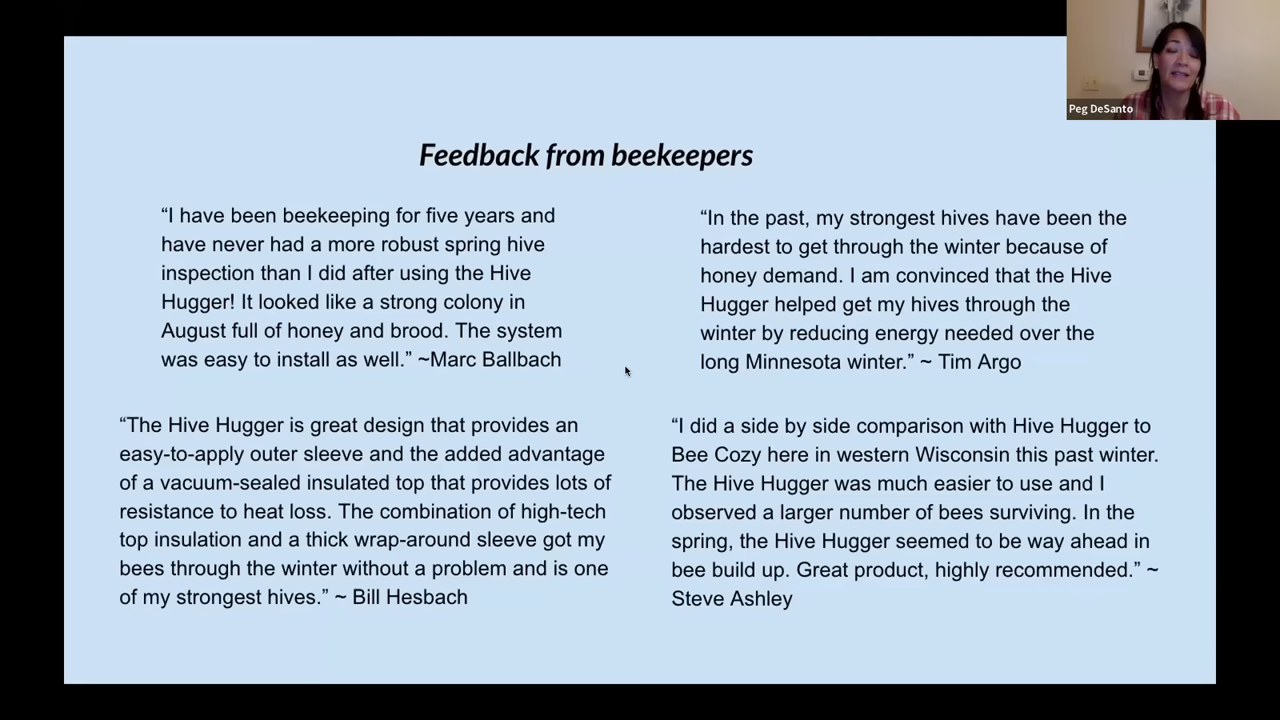 Peg DeSanto
Feedback from beekeepers
“I have been beekeeping for five years and
have never had a more robust spring hive
inspection than I did after using the Hive
Hugger! It looked like a strong colony in
August full of honey and brood. The system
was easy to install as well.” ~Marc Ballbach
“In the past, my strongest hives have been the
hardest to get through the winter because of
honey demand. I am convinced that the Hive
Hugger helped get my hives through the
winter by reducing energy needed over the
long Minnesota winter.” ~ Tim Argo
“The Hive Hugger is great design that provides an
easy-to-apply outer sleeve and the added advantage
of a vacuum-sealed insulated top that provides lots of
resistance to heat loss. The combination of high-tech
top insulation and a thick wrap-around sleeve got my
bees through the winter without a problem and is one
of my strongest hives.” ~ Bill Hesbach
“I did a side by side comparison with Hive Hugger to
Bee Cozy here in western Wisconsin this past winter.
The Hive Hugger was much easier to use and I
observed a larger number of bees surviving. In the
spring, the Hive Hugger seemed to be way ahead in
bee build up. Great product, highly recommended.” ~
Steve Ashley